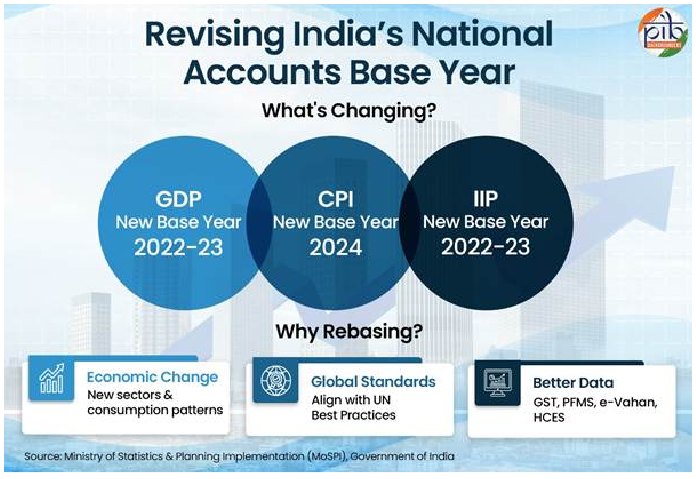 Revising India's National
Accounts Base Year
pib
What's Changing?
GDP
New Base Year
2022-23
CPI
New Base Year
2024
IIP
New Base Year
2022-23
Why Rebasing?
Economic Change
New sectors &
consumption patterns
Global Standards
Align with UN
Best Practices
Better Data
GST, PFMS, e-Vahan,
HCES
Source: Ministry of Statistics & Planning Implementation (MoSPI), Government of India